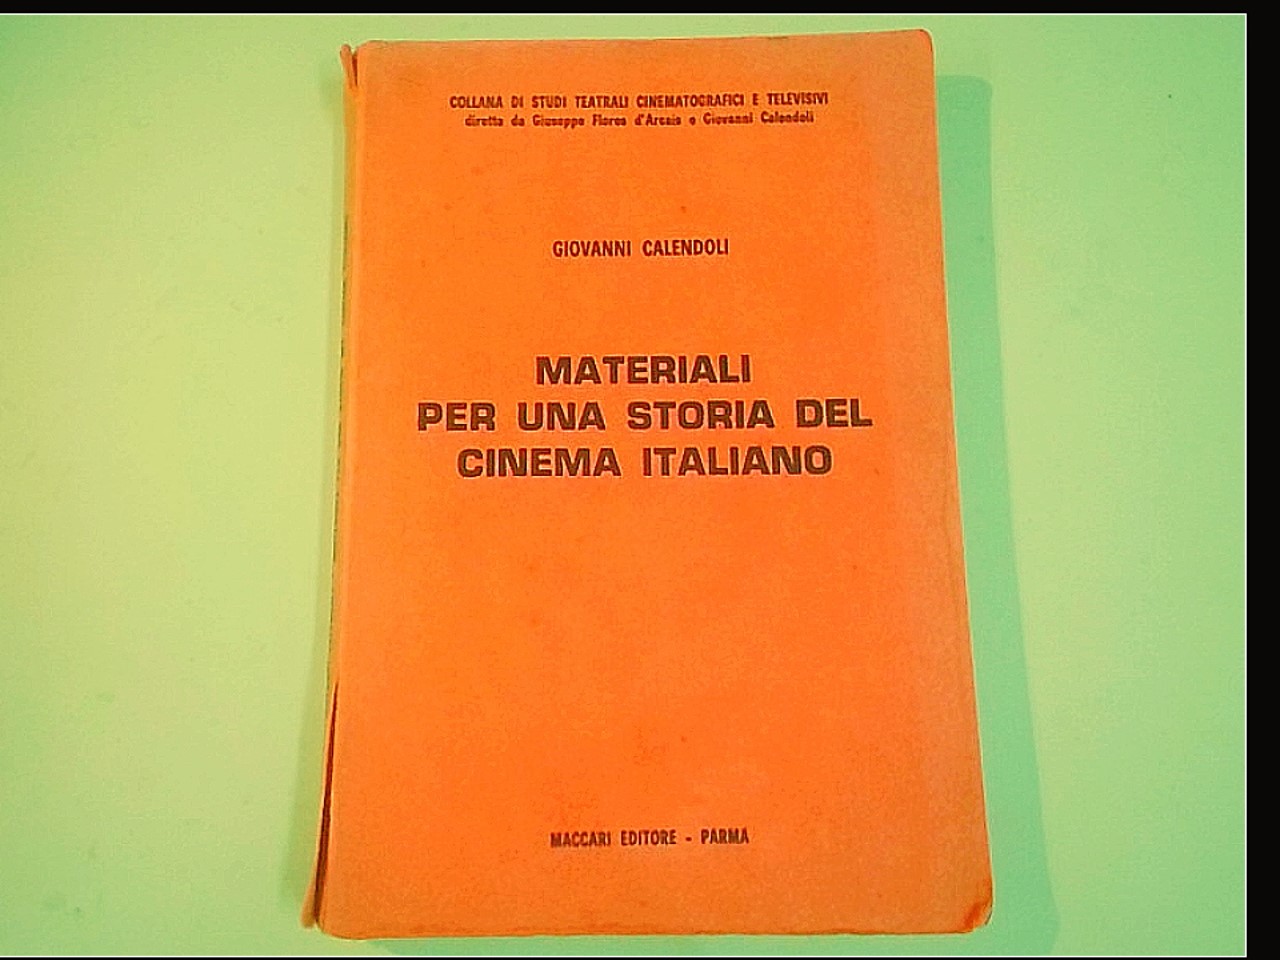 COLLANA DI STUDI TEATRALI CINEMATOGRAFICI E TELEVISIVI
diretta da Giuseppe Flores d'Arcais e Giovanni Calendoli
GIOVANNI CALENDOLI
MATERIALI
PER UNA STORIA DEL
CINEMA ITALIANO
MACCARI EDITORE - PARMA